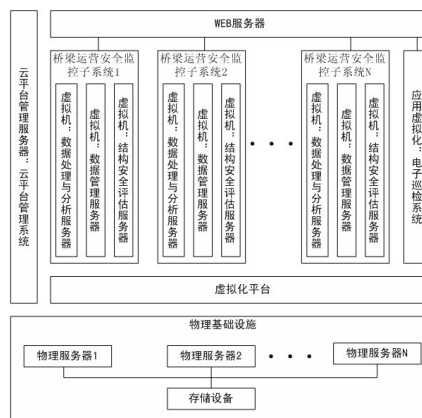 WEB服务器
云平台管理服务器：云平台管理系统
桥梁运营安全监
控子系统1
虚拟机：数据处理与分析服务器
虚拟机：数据管理服务器
虚拟机：结构安全评估服务器
桥梁运营安全监
控子系统2
虚拟机：数据处理与分析服务器
虚拟机：数据管理服务器
虚拟机：结构安全评估服务器
桥梁运营安全监
控子系统N
虚拟机：数据处理与分析服务器
虚拟机：数据管理服务器
虚拟机：结构安全评估服务器
应用虚拟化：电子巡检系统
虚拟化平台
物理基础设施
物理服务器1
物理服务器2
物理服务器N
存储设备